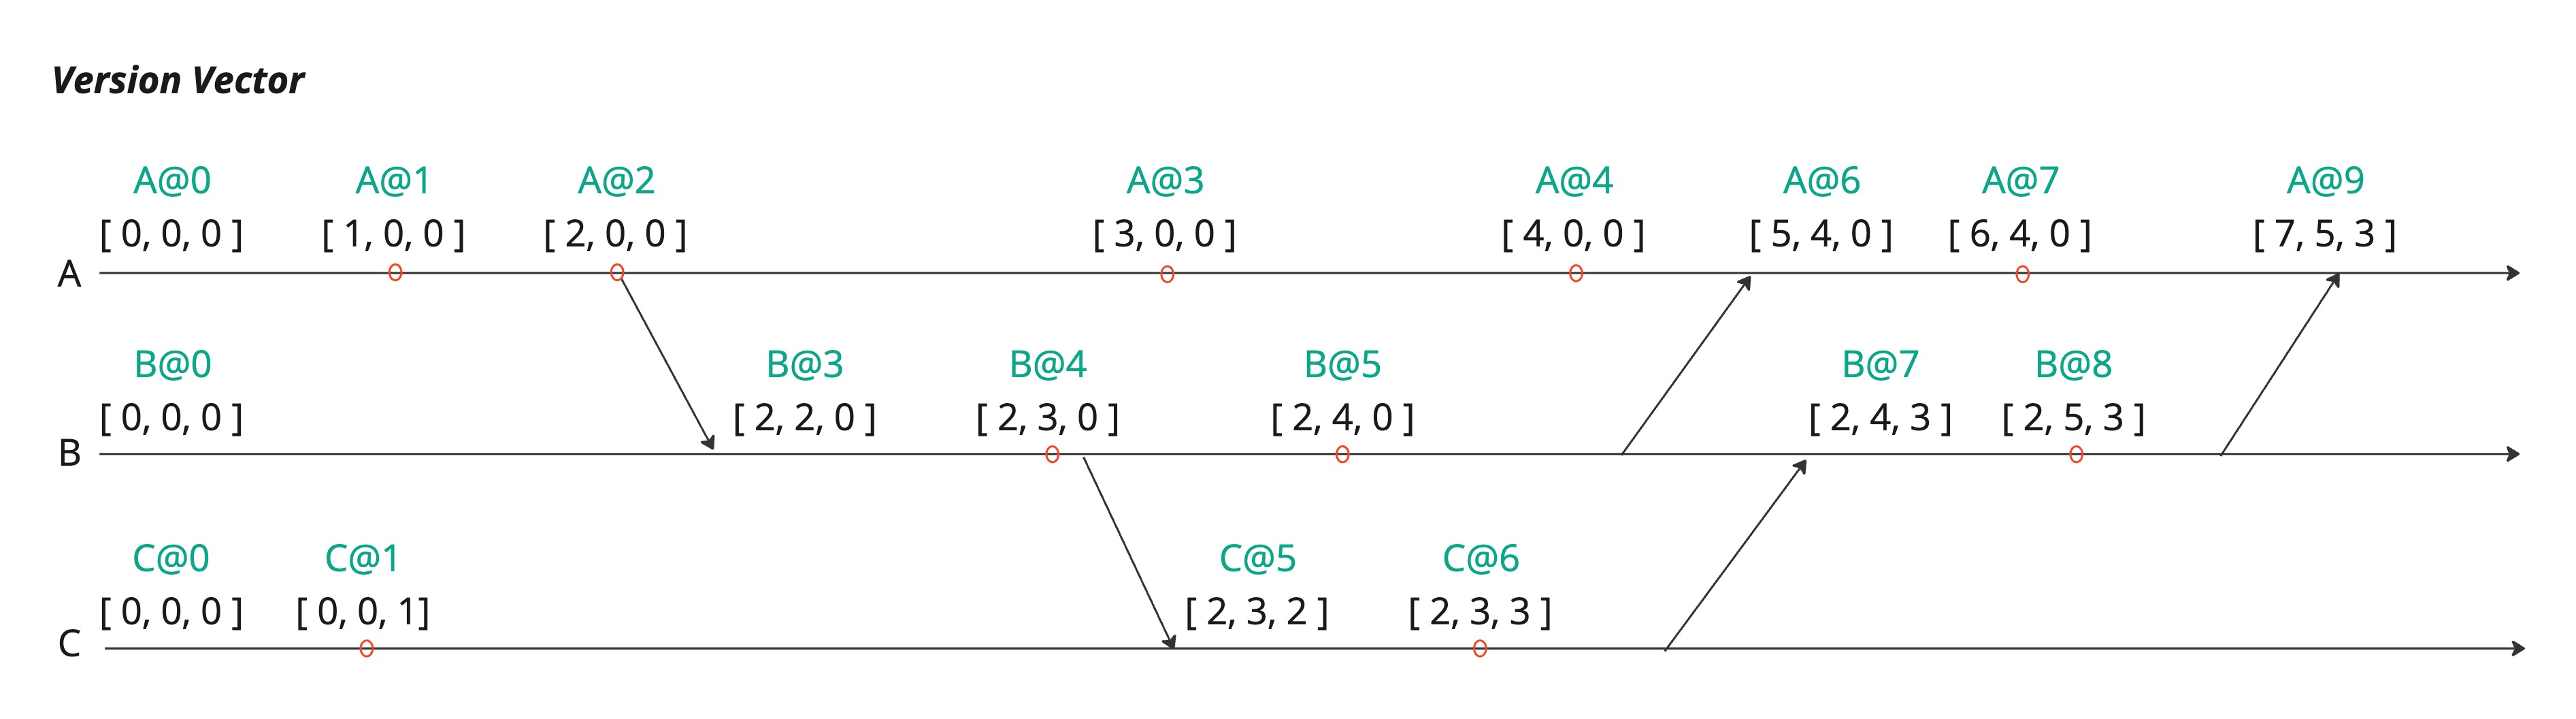 Version Vector
A@0 A@1 A@2 A@3 A@4 A@6 A@7 A@9
[ 0, 0, 0 ] [ 1, 0, 0 ] [ 2, 0, 0 ] [ 3, 0, 0 ] [ 4, 0, 0 ] [ 5, 4, 0 ] [ 6, 4, 0 ] [ 7, 5, 3 ]
A
B@0 B@3 B@4 B@5 B@7 B@8
[ 0, 0, 0 ] [ 2, 2, 0 ] [ 2, 3, 0 ] [ 2, 4, 0 ] [ 2, 4, 3 ] [ 2, 5, 3 ]
B
C@0 C@1 C@5 C@6
[ 0, 0, 0 ] [ 0, 0, 1] [ 2, 3, 2 ] [ 2, 3, 3 ]
C